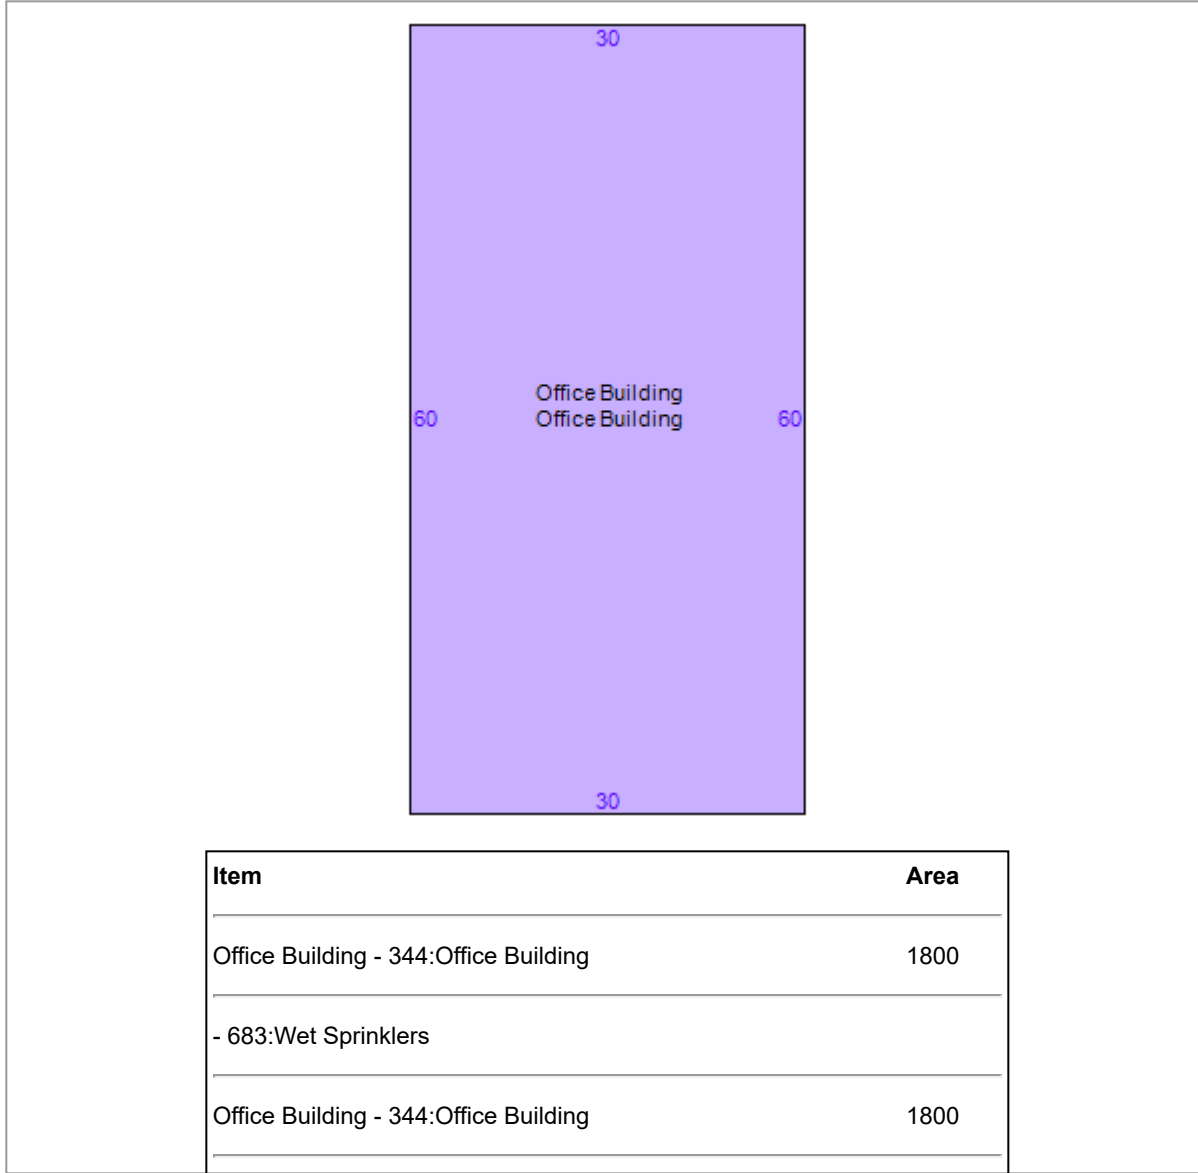 30
Office Building
60 Office Building 60
30
Item Area
Office Building - 344:Office Building 1800
- 683:Wet Sprinklers
Office Building - 344:Office Building 1800